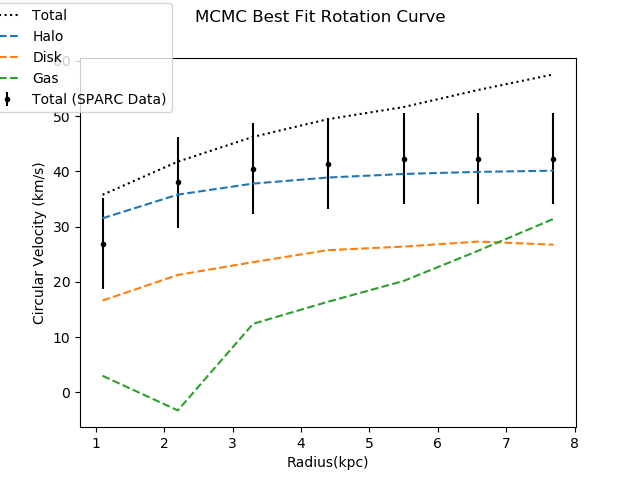 MCMC Best Fit Rotation Curve
Total
Halo
Disk
Gas
Total (SPARC Data)
Circular Velocity (km/s)
60
50
40
30
20
10
0
1 2 3 4 5 6 7 8
Radius(kpc)